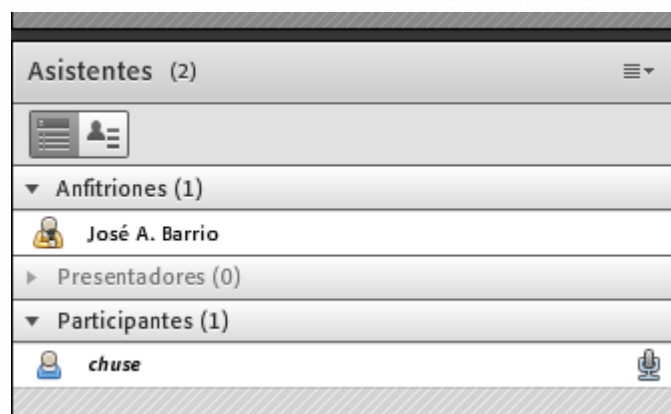 Asistentes (2)
Anfitriones (1)
José A. Barrio
Presentadores (0)
Participantes (1)
chuse